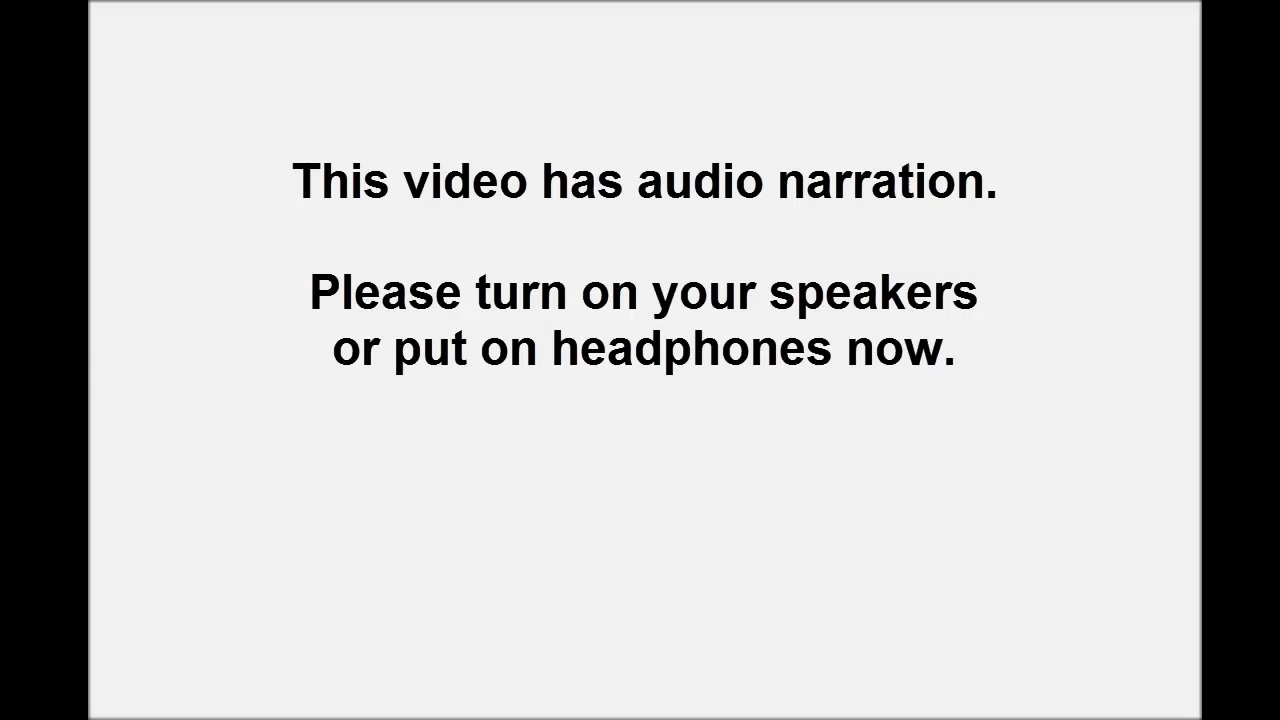 This video has audio narration.
Please turn on your speakers
or put on headphones now.